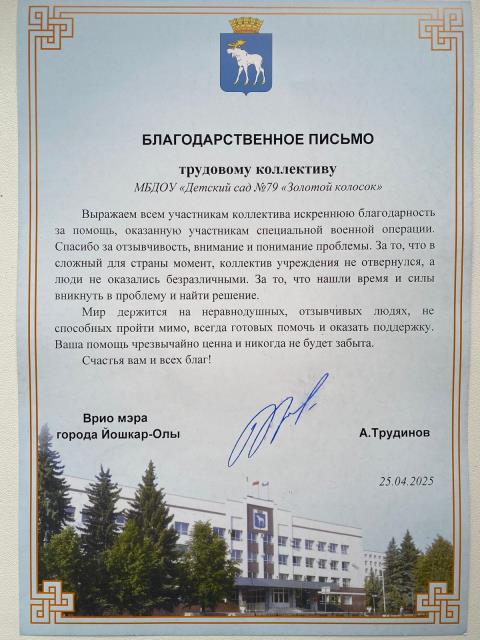 БЛАГОДАРСТВЕННОЕ ПИСЬМО
трудовому коллективу
МБДОУ «Детский сад №79 «Золотой колосок»
Выражаем всем участникам коллектива искреннюю благодарность
за помощь, оказанную участникам специальной военной операции.
Спасибо за отзывчивость, внимание и понимание проблемы. За то, что в
сложный для страны момент, коллектив учреждения не отвернулся, а
люди не оказались безразличными. За то, что нашли время и силы
вникнуть в проблему и найти решение.
Мир держится на неравнодушных, отзывчивых людях, не
способных пройти мимо, всегда готовых помочь и оказать поддержку.
Ваша помощь чрезвычайно ценна и никогда не будет забыта.
Счастья вам и всех благ!
Врио мэра
города Йошкар-Олы
А.Трудинов
25.04.2025